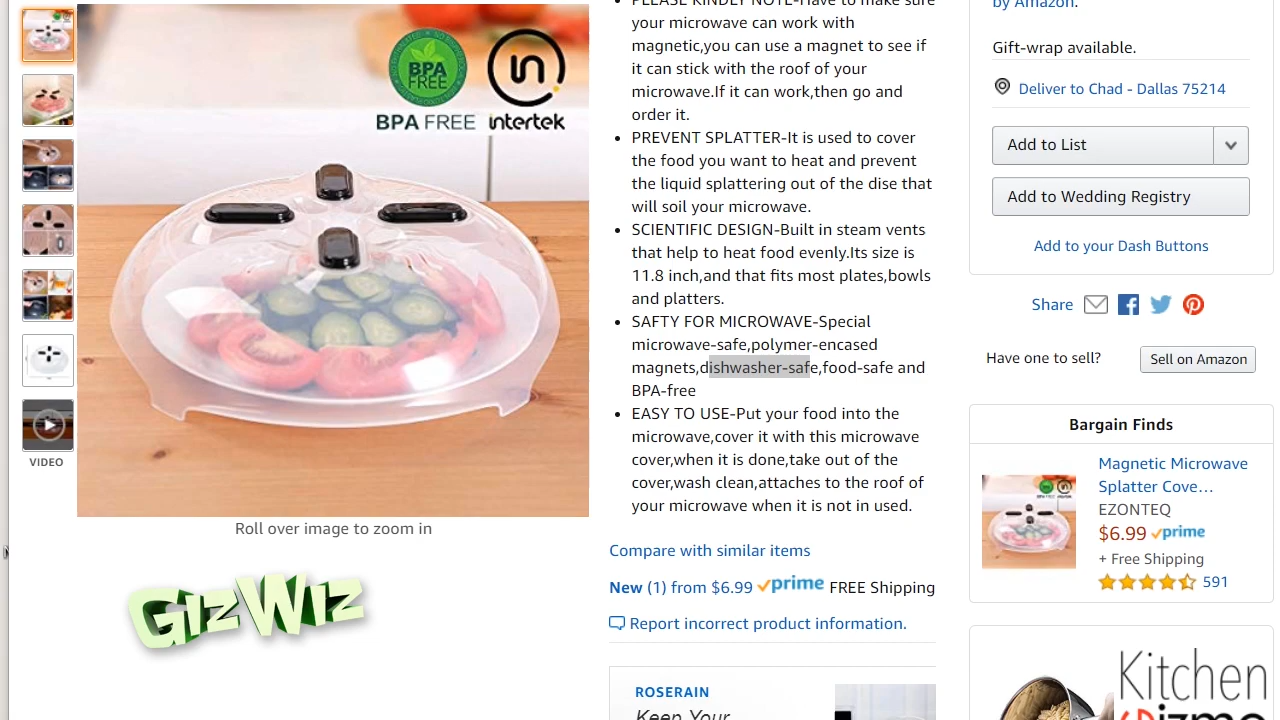 BPA
FREE
BPA FREE intertek
VIDEO
Roll over image to zoom in
GizWiz
PLEASE KINDLY NOTE-Have to make sure
your microwave can work with
magnetic,you can use a magnet to see if
it can stick with the roof of your
microwave.If it can work,then go and
order it.
PREVENT SPLATTER-It is used to cover
the food you want to heat and prevent
the liquid splattering out of the dise that
will soil your microwave.
SCIENTIFIC DESIGN-Built in steam vents
that help to heat food evenly.Its size is
11.8 inch,and that fits most plates,bowls
and platters.
SAFTY FOR MICROWAVE-Special
microwave-safe,polymer-encased
magnets,dishwasher-safe,food-safe and
BPA-free
EASY TO USE-Put your food into the
microwave,cover it with this microwave
cover,when it is done,take out of the
cover,wash clean,attaches to the roof of
your microwave when it is not in used.
Compare with similar items
New (1) from $6.99 prime FREE Shipping
Report incorrect product information.
ROSERAIN
Keep Your
by Amazon.
Gift-wrap available.
Deliver to Chad - Dallas 75214
Add to List
Add to Wedding Registry
Add to your Dash Buttons
Share
Have one to sell? Sell on Amazon
Bargain Finds
Magnetic Microwave
Splatter Cove…
EZONTEQ
$6.99 prime
+ Free Shipping
591
Kitchen
Gizmo